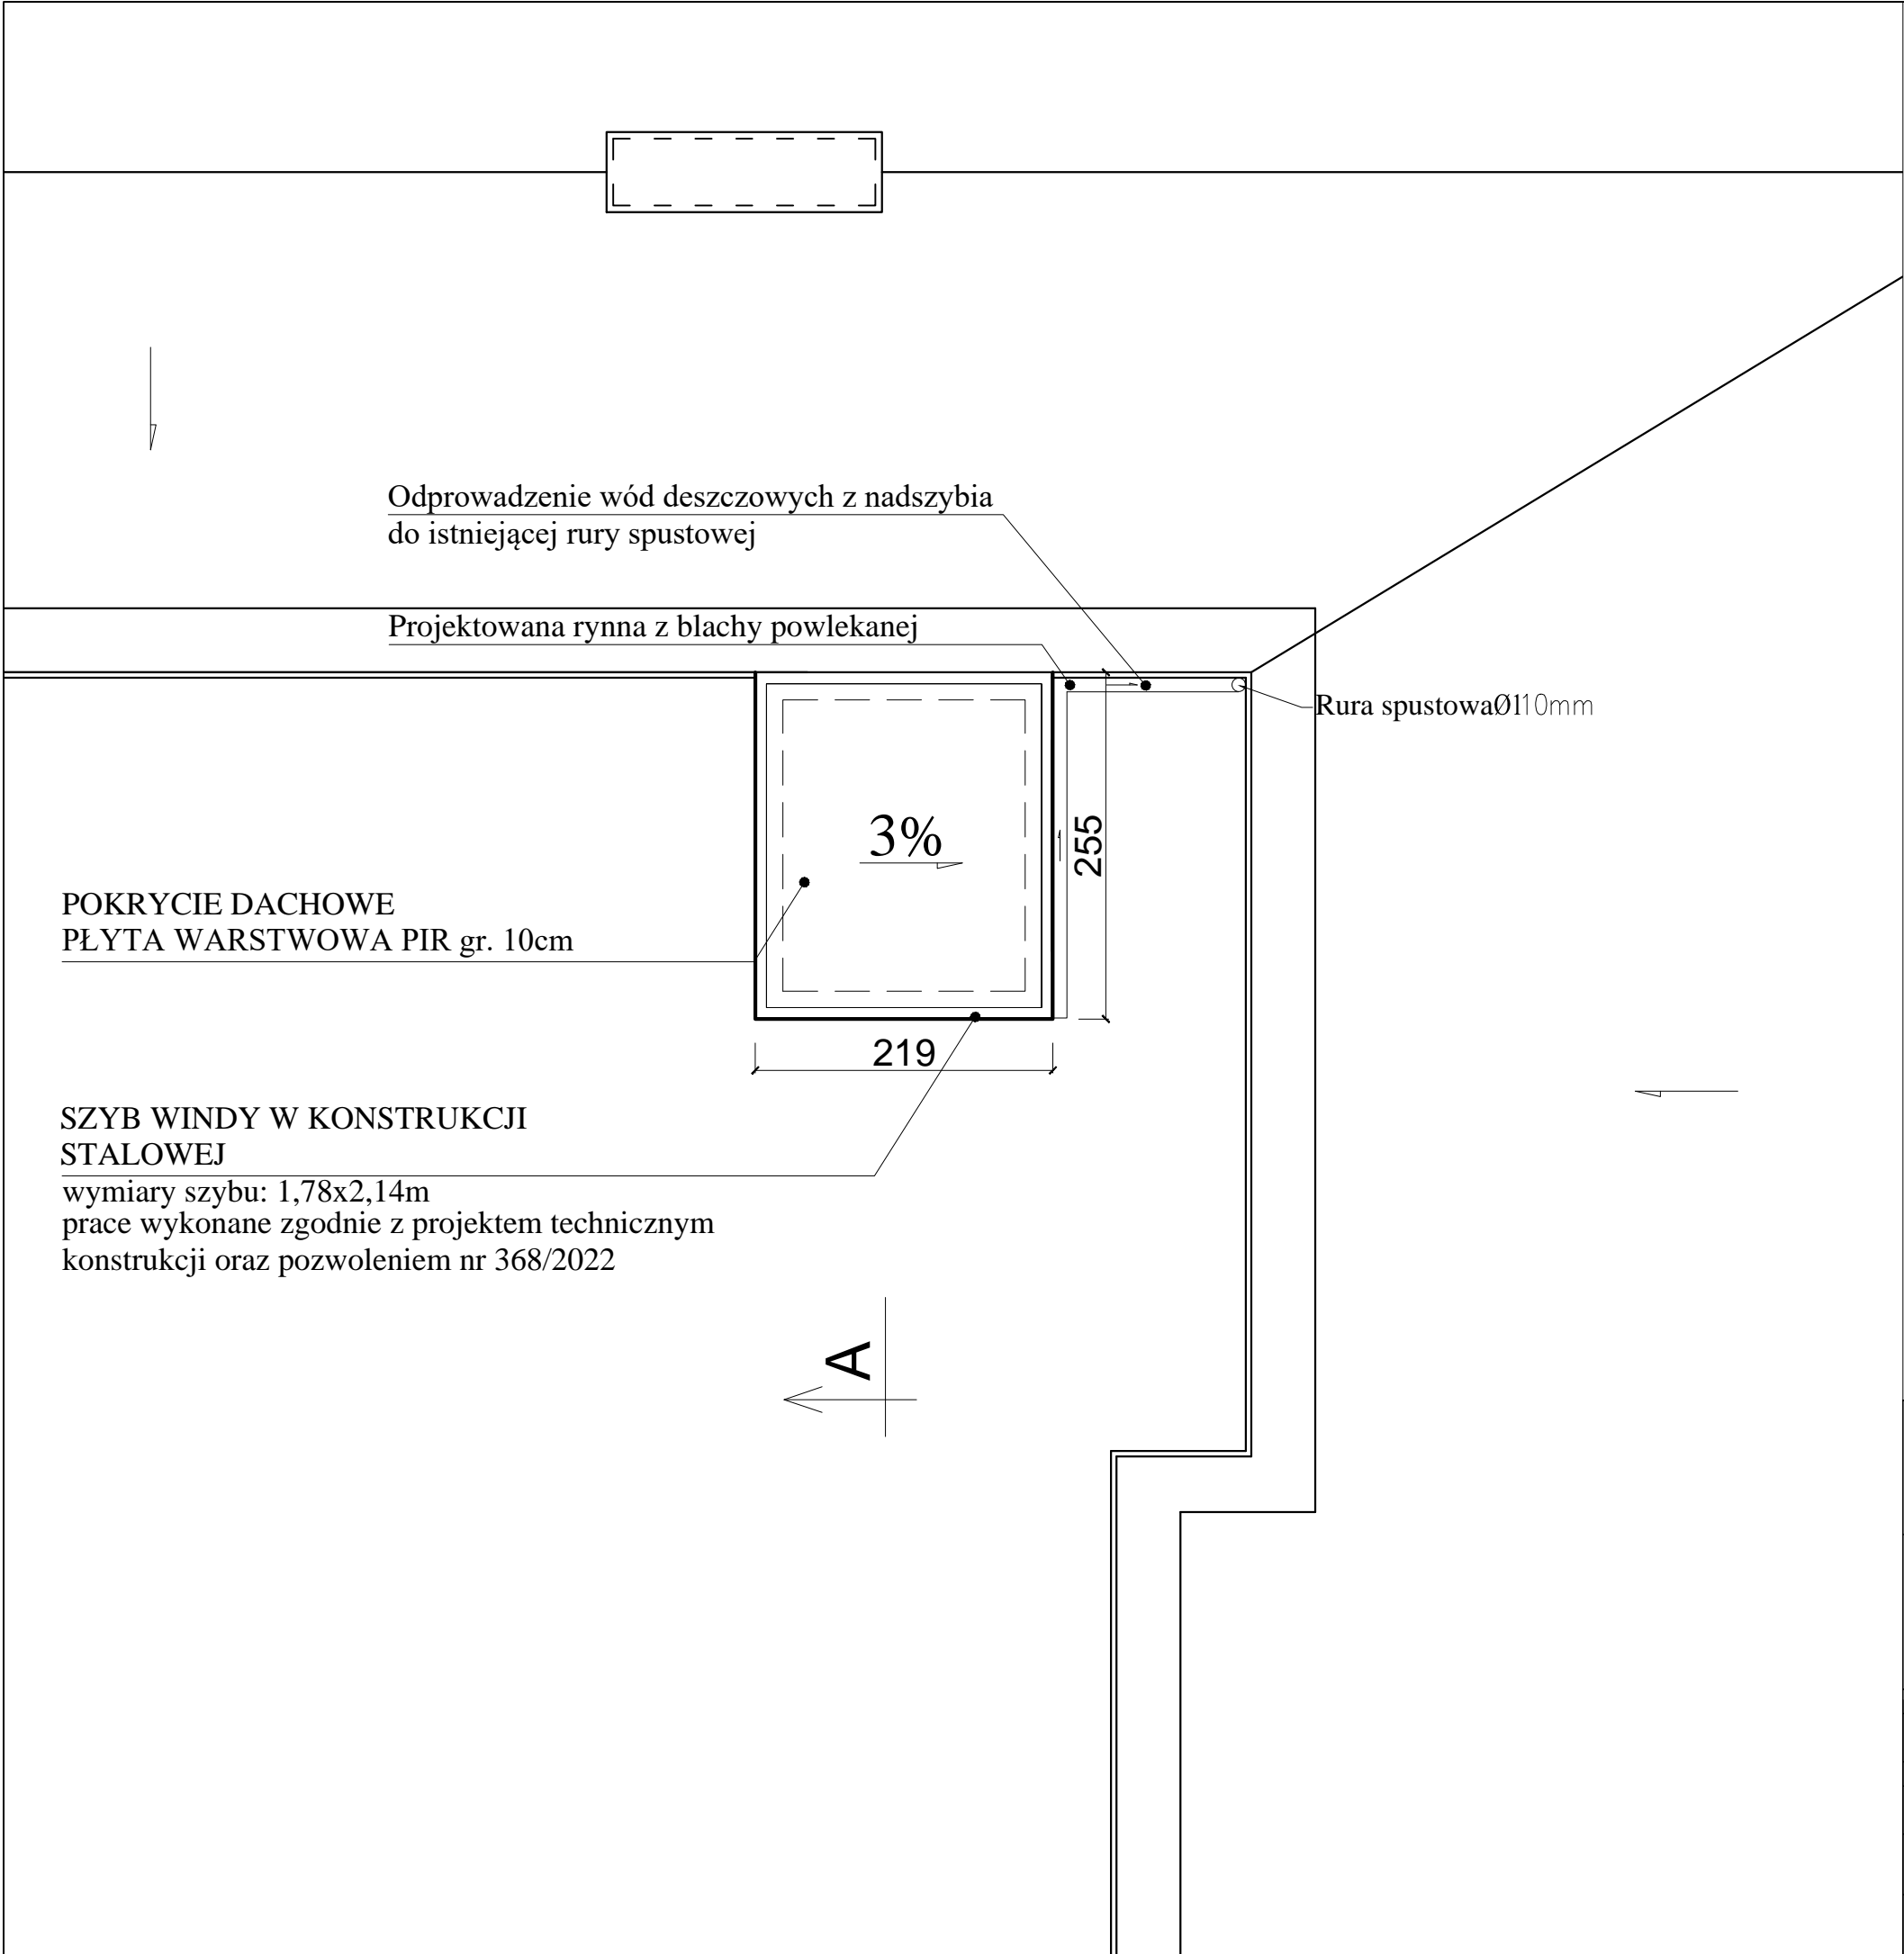 Odprowadzenie wód deszczowych z nadszybia
do istniejącej rury spustowej
Projektowana rynna z blachy powlekanej
Rura spustowaØ110mm
3%
255
POKRYCIE DACHOWE
PŁYTA WARSTWOWA PIR gr. 10cm
219
SZYB WINDY W KONSTRUKCJI
STALOWEJ
wymiary szybu: 1,78x2,14m
prace wykonane zgodnie z projektem technicznym
konstrukcji oraz pozwoleniem nr 368/2022
A